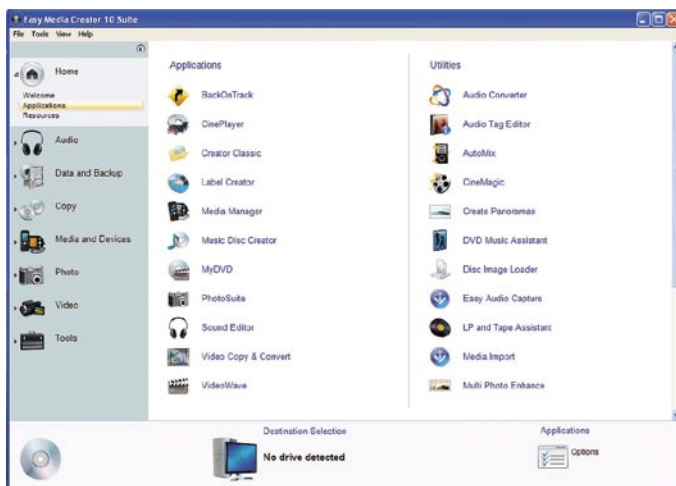 Easy Media Creator 10 Suite
File Tools View Help
Home
Welcome
Applications
Resources
Audio
Data and Backup
Copy
Media and Devices
Photo
Video
Tools
Applications
BackOnTrack
CinePlayer
Creator Classic
Label Creator
Media Manager
Music Disc Creator
MyDVD
PhotoSuite
Sound Editor
Video Copy & Convert
VideoWave
Utilities
Audio Converter
Audio Tag Editor
AutoMix
CineMagic
Create Panoramas
DVD Music Assistant
Disc Image Loader
Easy Audio Capture
LP and Tape Assistant
Media Import
Multi Photo Enhance
Destination Selection
No drive detected
Applications
Options